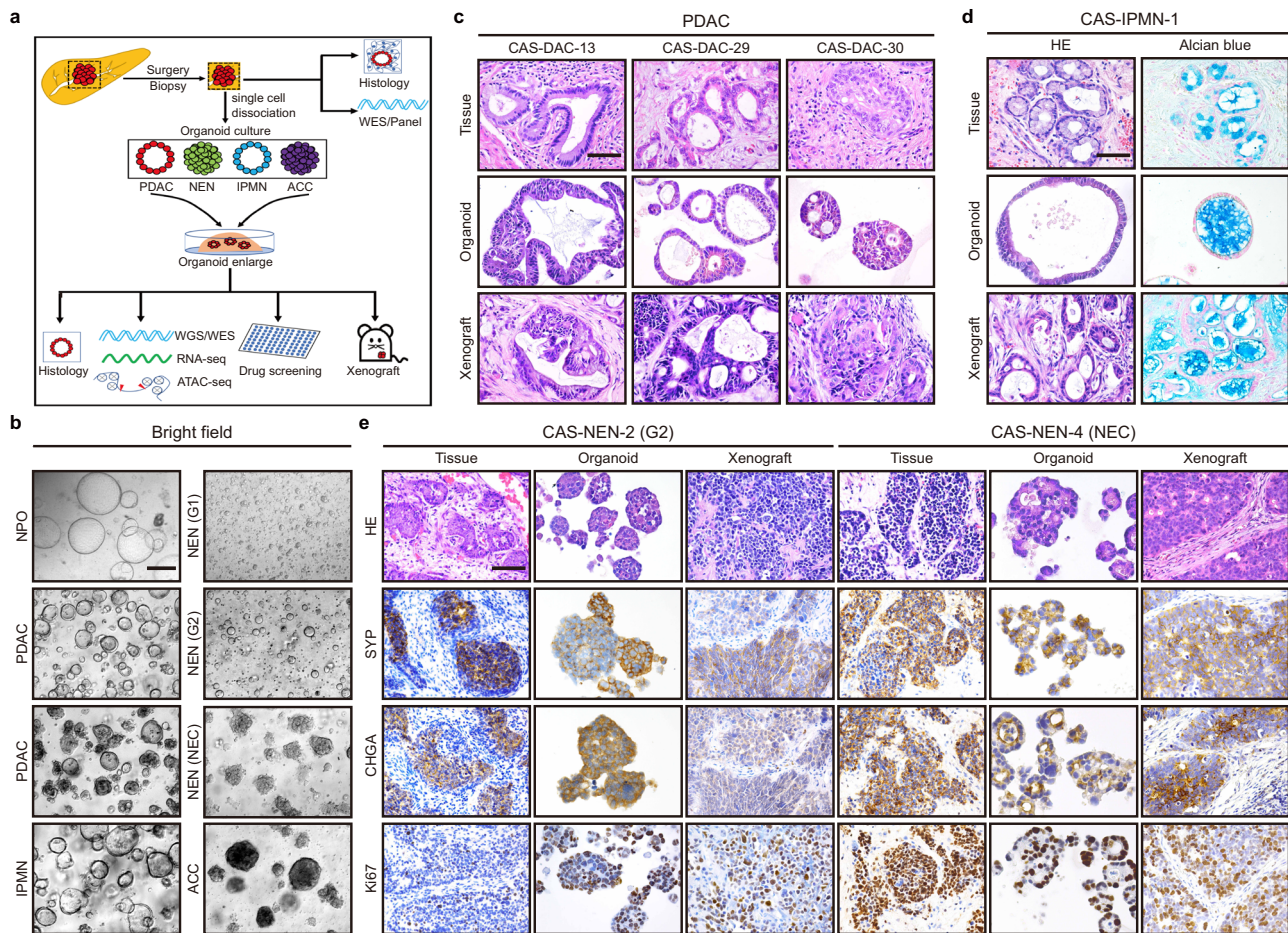 a
Surgery
Biopsy
Histology
single cell
dissociation
WES/Panel
Organoid culture
PDAC NEN IPMN ACC
Organoid enlarge
WGS/WES
RNA-seq
ATAC-seq
Histology
Drug screening
Xenograft
b
Bright field
NPO
NEN (G1)
PDAC
NEN (G2)
PDAC
NEN (NEC)
IPMN
ACC
c
PDAC
CAS-DAC-13 CAS-DAC-29 CAS-DAC-30
Tissue
Organoid
Xenograft
d
CAS-IPMN-1
HE Alcian blue
Tissue
Organoid
Xenograft
e
CAS-NEN-2 (G2) CAS-NEN-4 (NEC)
Tissue Organoid Xenograft Tissue Organoid Xenograft
HE
SYP
CHGA
Ki67